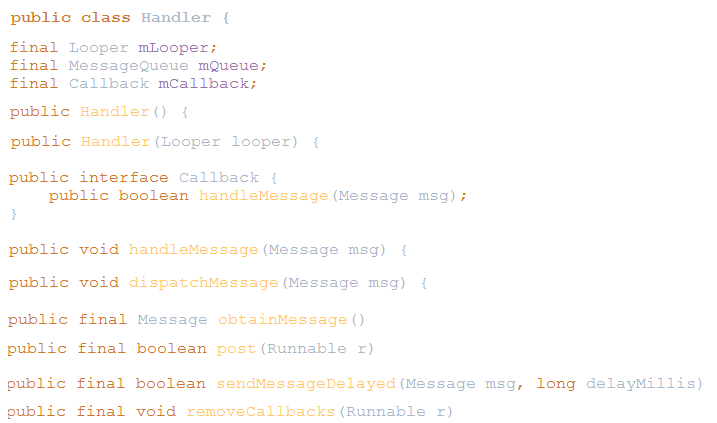 public class Handler {
final Looper mLooper;
final MessageQueue mQueue;
final Callback mCallback;
public Handler() {
public Handler(Looper looper) {
public interface Callback {
public boolean handleMessage(Message msg);
}
public void handleMessage(Message msg) {
public void dispatchMessage(Message msg) {
public final Message obtainMessage()
public final boolean post(Runnable r)
public final boolean sendMessageDelayed(Message msg, long delayMillis)
public final void removeCallbacks(Runnable r)